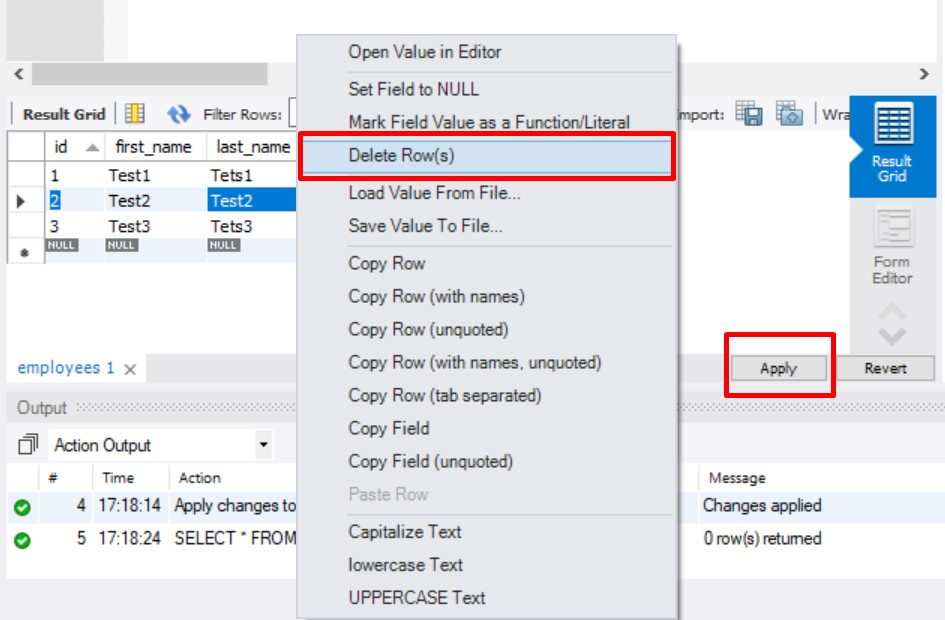 Open Value in Editor
Set Field to NULL
Mark Field Value as a Function/Literal
Delete Row(s)
Load Value From File...
Save Value To File...
Copy Row
Copy Row (with names)
Copy Row (unquoted)
Copy Row (with names, unquoted)
Copy Row (tab separated)
Copy Field
Copy Field (unquoted)
Paste Row
Capitalize Text
lowercase Text
UPPERCASE Text
Result Grid Filter Rows: mport: Wra
id first_name last_name
1 Test1 Tets1
2 Test2 Test2
3 Test3 Tets3
NULL NULL NULL
Result
Grid
Form
Editor
employees 1
Apply Revert
Output
Action Output
# Time Action Message
4 17:18:14 Apply changes to Changes applied
5 17:18:24 SELECT * FROM 0 row(s) returned